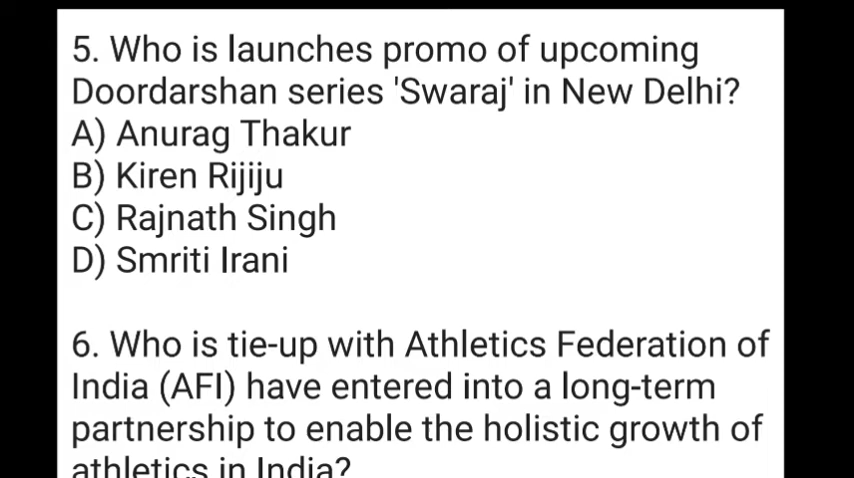 5. Who is launches promo of upcoming
Doordarshan series 'Swaraj' in New Delhi?
A) Anurag Thakur
B) Kiren Rijiju
C) Rajnath Singh
D) Smriti Irani
6. Who is tie-up with Athletics Federation of
India (AFI) have entered into a long-term
partnership to enable the holistic growth of
athletics in India?